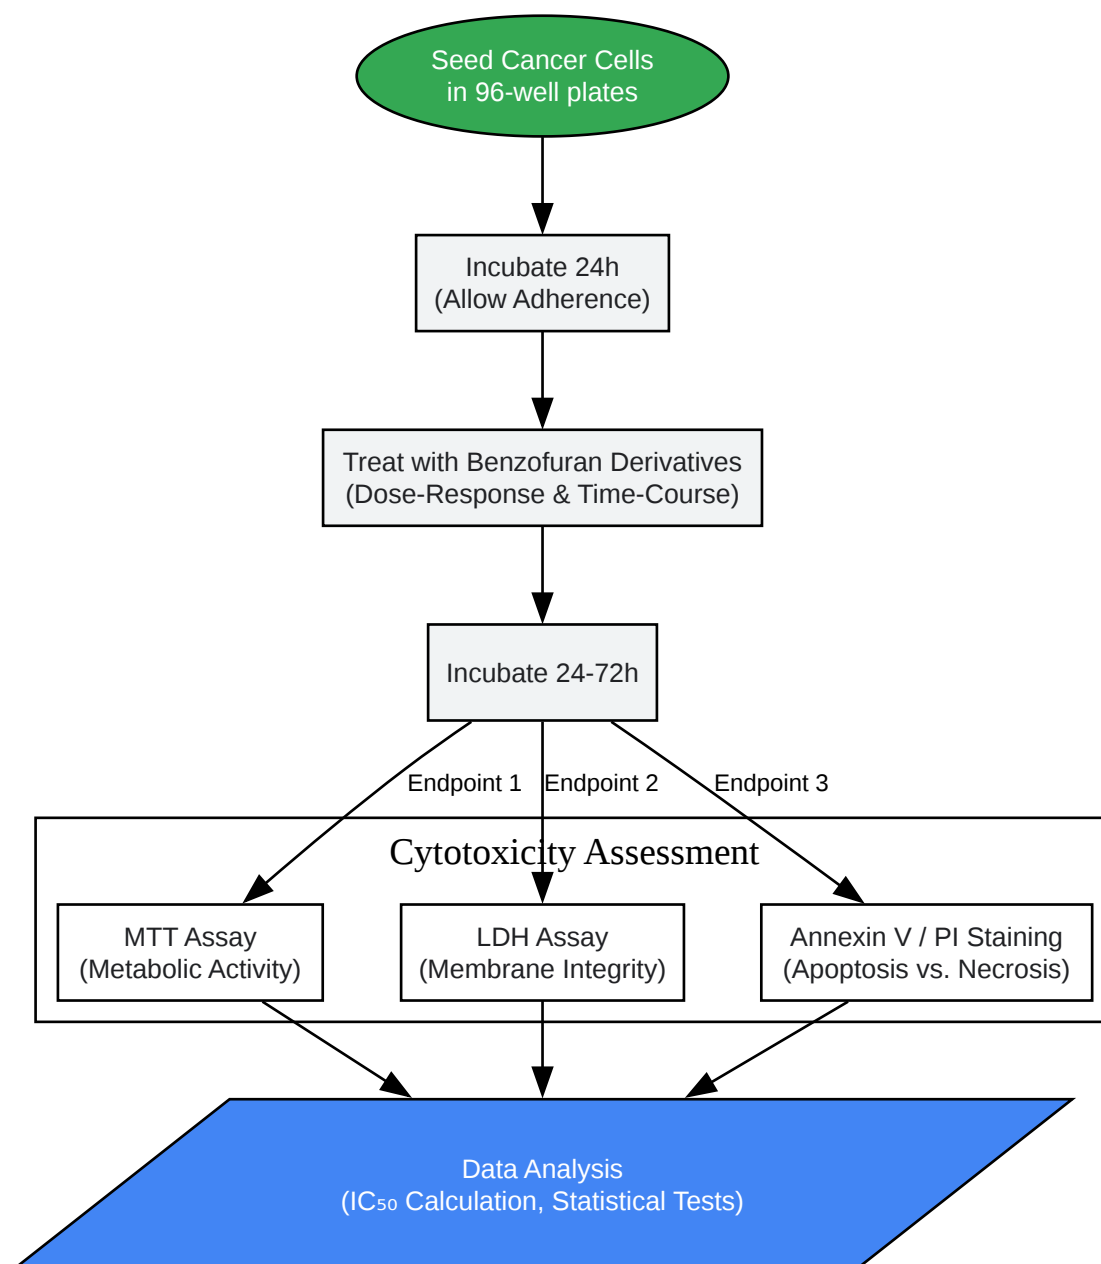 Seed Cancer Cells
in 96-well plates
Incubate 24h
(Allow Adherence)
Treat with Benzofuran Derivatives
(Dose-Response & Time-Course)
Incubate 24-72h
Endpoint 1
Endpoint 2
Endpoint 3
Cytotoxicity Assessment
MTT Assay
(Metabolic Activity)
LDH Assay
(Membrane Integrity)
Annexin V / PI Staining
(Apoptosis vs. Necrosis)
Data Analysis
(IC₅₀ Calculation, Statistical Tests)